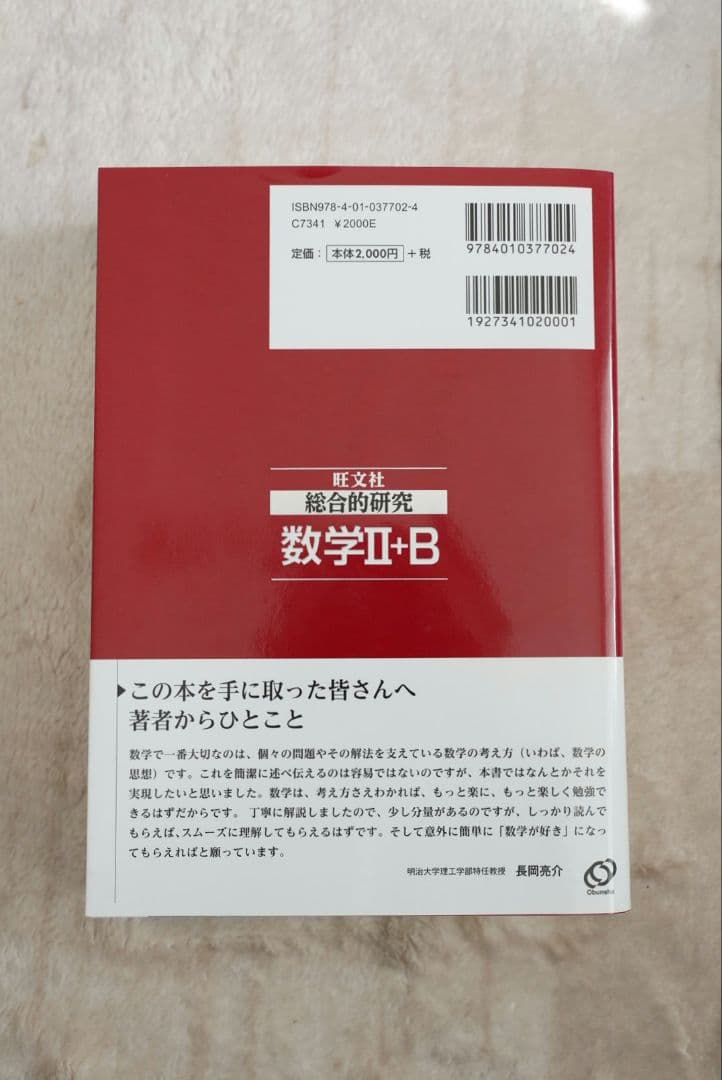 ISBN978-4-01-037702-4
C7341 ¥2000E
定価：本体2,000円＋税
9784010377024
1927341020001
旺文社
総合的研究
数学II+B
▶この本を手に取った皆さんへ
著者からひとこと
数学で一番大切なのは、個々の問題やその解法を支えている数学の考え方（いわば、数学の
思想）です。これを簡潔に述べ伝えるのは容易ではないのですが、本書ではなんとかそれを
実現したいと思いました。数学は、考え方さえわかれば、もっと楽に、もっと楽しく勉強で
きるはずだからです。 丁寧に解説しましたので、少し分量があるのですが、しっかり読んで
もらえば、スムーズに理解してもらえるはずです。そして意外に簡単に「数学が好き」になっ
てもらえればと願っています。
明治大学理工学部特任教授 長岡亮介
Obunsha